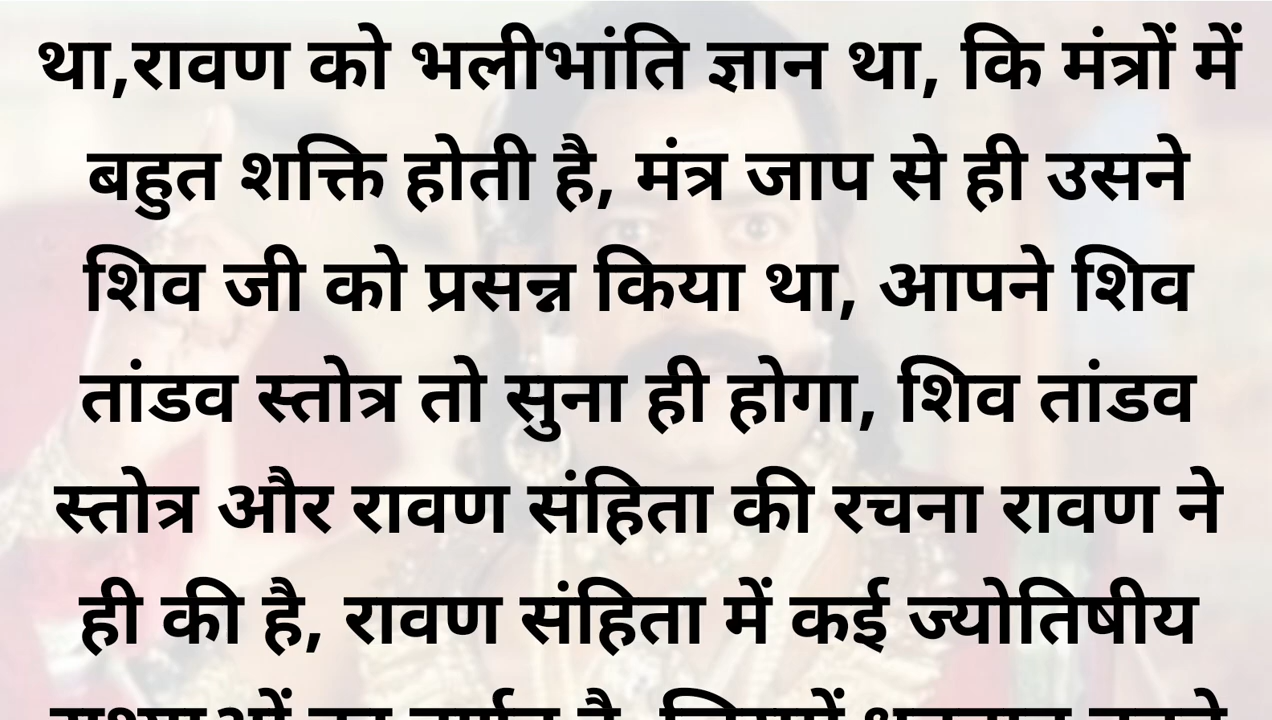 था,रावण को भलीभांति ज्ञान था, कि मंत्रों में
बहुत शक्ति होती है, मंत्र जाप से ही उसने
शिव जी को प्रसन्न किया था, आपने शिव
तांडव स्तोत्र तो सुना ही होगा, शिव तांडव
स्तोत्र और रावण संहिता की रचना रावण ने
ही की है, रावण संहिता में कई ज्योतिषीय